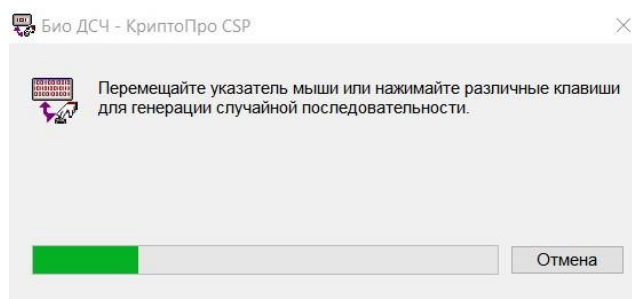 Био ДСЧ - КриптоПро CSP
Перемещайте указатель мыши или нажимайте различные клавиши
для генерации случайной последовательности.
Отмена